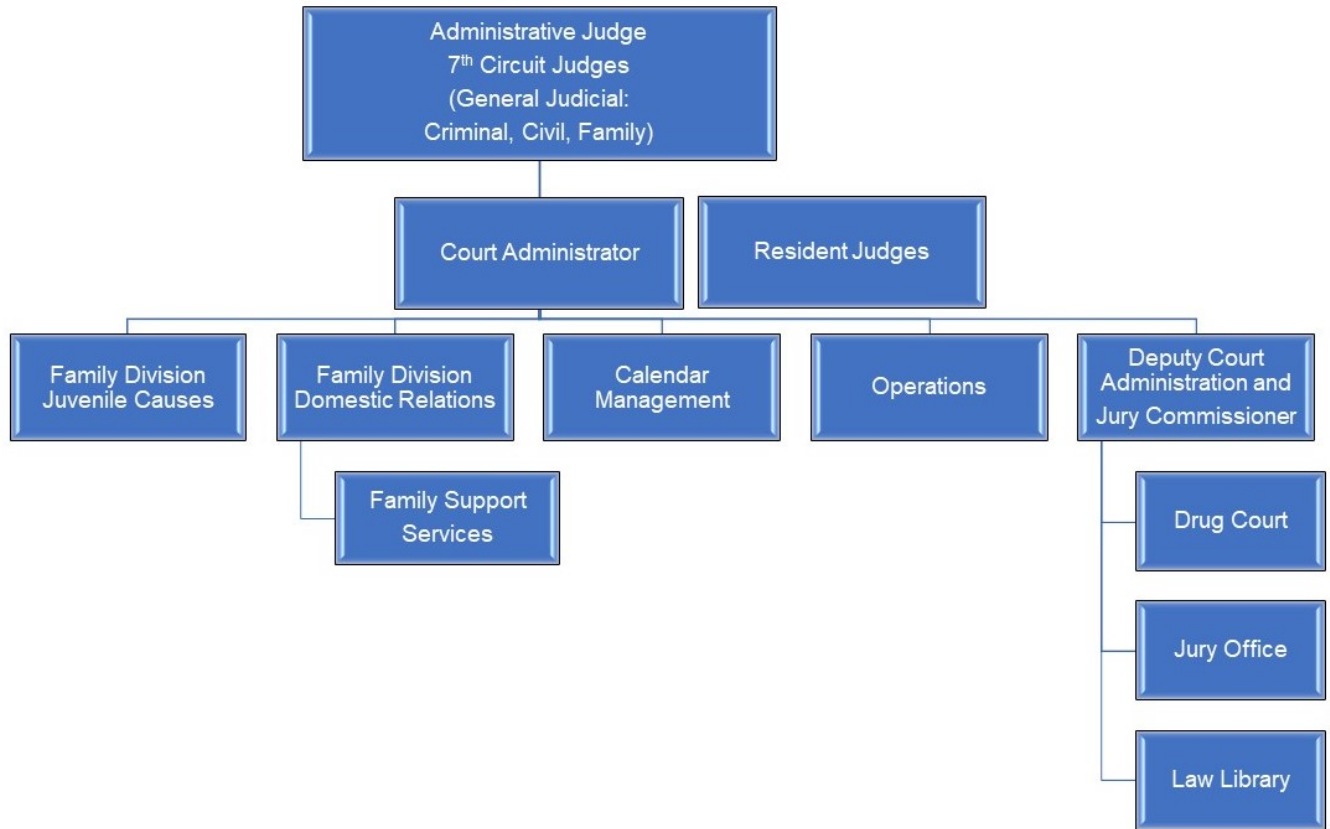 Administrative Judge
7th Circuit Judges
(General Judicial:
Criminal, Civil, Family)
Court Administrator
Resident Judges
Family Division
Juvenile Causes
Family Division
Domestic Relations
Calendar
Management
Operations
Deputy Court
Administration and
Jury Commissioner
Family Support
Services
Drug Court
Jury Office
Law Library